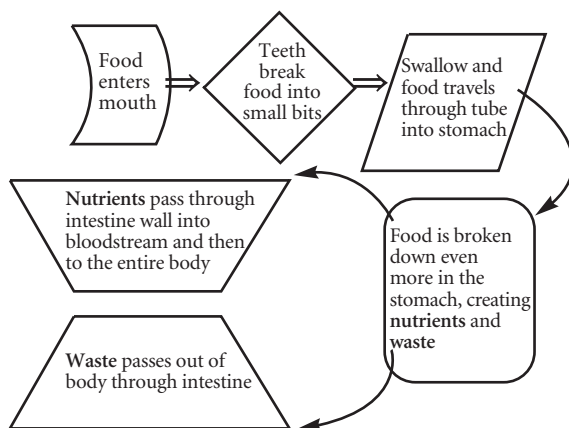 Food
enters
mouth
Teeth
break
food into
small bits
Swallow and
food travels
through tube
into stomach
Food is broken
down even
more in the
stomach, creating
nutrients and
waste
Nutrients pass through
intestine wall into
bloodstream and then
to the entire body
Waste passes out of
body through intestine